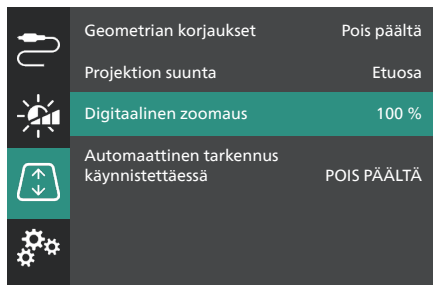 Geometrian korjaukset Pois päältä
Projektion suunta Etuosa
Digitaalinen zoomaus 100 %
Automaattinen tarkennus
käynnistettäessä POIS PÄÄLTÄ